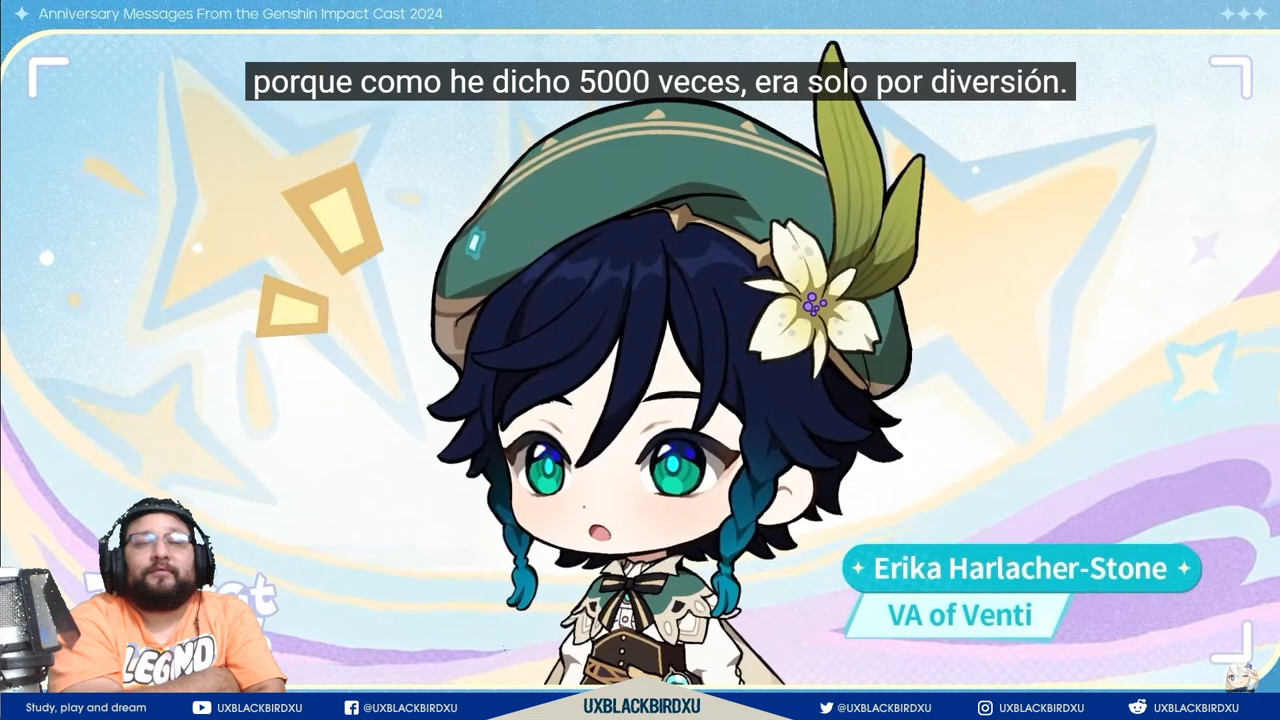 Anniversary Messages From the Genshin Impact Cast 2024
porque como he dicho 5000 veces, era solo por diversión.
Erika Harlacher-Stone
VA of Venti
LEGND
Study, play and dream
UXBLACKBIRDXU
@UXBLACKBIRDXU
UXBLACKBIRDXU
@UXBLACKBIRDXU
UXBLACKBIRDXU
UXBLACKBIRDXU